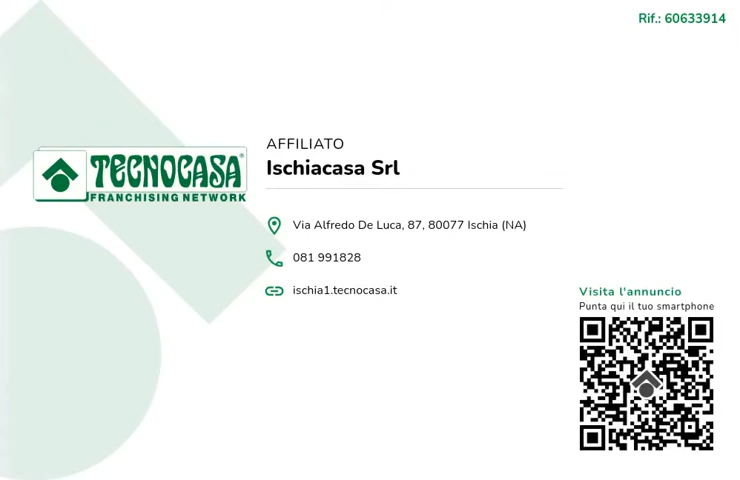 Rif.: 60633914
AFFILIATO
Ischiacasa Srl
TECNOCASA®
FRANCHISING NETWORK
Via Alfredo De Luca, 87, 80077 Ischia (NA)
081 991828
ischia1.tecnocasa.it
Visita l'annuncio
Punta qui il tuo smartphone